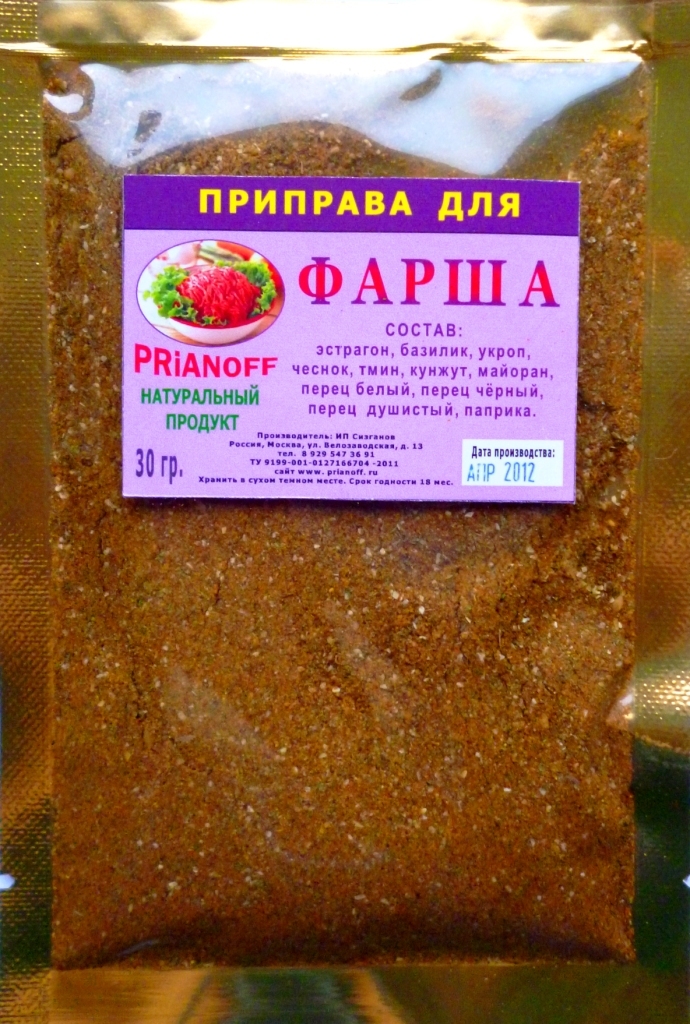 ПРИПРАВА ДЛЯ
ФАРША
СОСТАВ:
эстрагон, базилик, укроп,
чеснок, тмин, кунжут, майоран,
перец белый, перец чёрный,
перец душистый, паприка.
PRiANOFF
НАТУРАЛЬНЫЙ
ПРОДУКТ
30 гр.
Производитель: ИП Сизганов
Россия, Москва, ул. Велозаводская, д. 13
тел. 8 929 547 36 91
ТУ 9199-001-0127166704 -2011
сайт www. prianoff. ru
Хранить в сухом темном месте. Срок годности 18 мес.
Дата производства:
АПР 2012